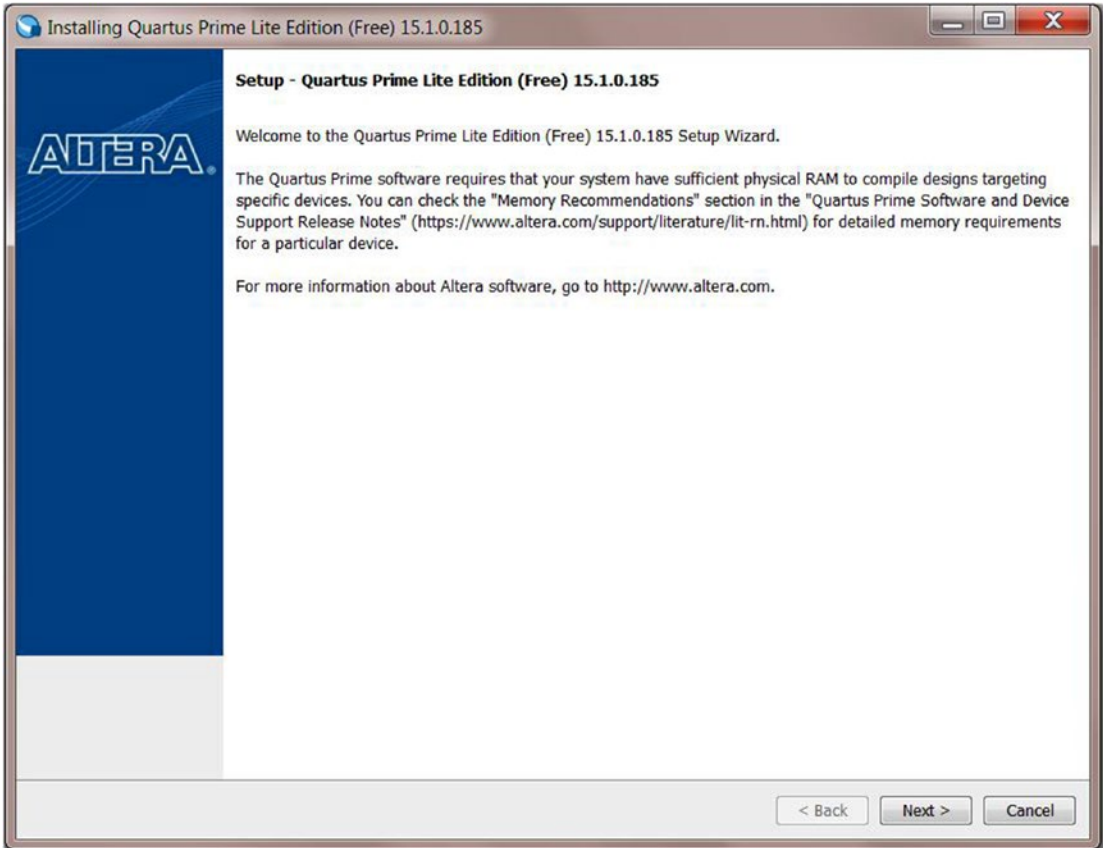 Installing Quartus Prime Lite Edition (Free) 15.1.0.185
ALTERA.
Setup - Quartus Prime Lite Edition (Free) 15.1.0.185
Welcome to the Quartus Prime Lite Edition (Free) 15.1.0.185 Setup Wizard.
The Quartus Prime software requires that your system have sufficient physical RAM to compile designs targeting
specific devices. You can check the "Memory Recommendations" section in the "Quartus Prime Software and Device
Support Release Notes" (https://www.altera.com/support/literature/lit-rn.html) for detailed memory requirements
for a particular device.
For more information about Altera software, go to http://www.altera.com.
< Back Next > Cancel